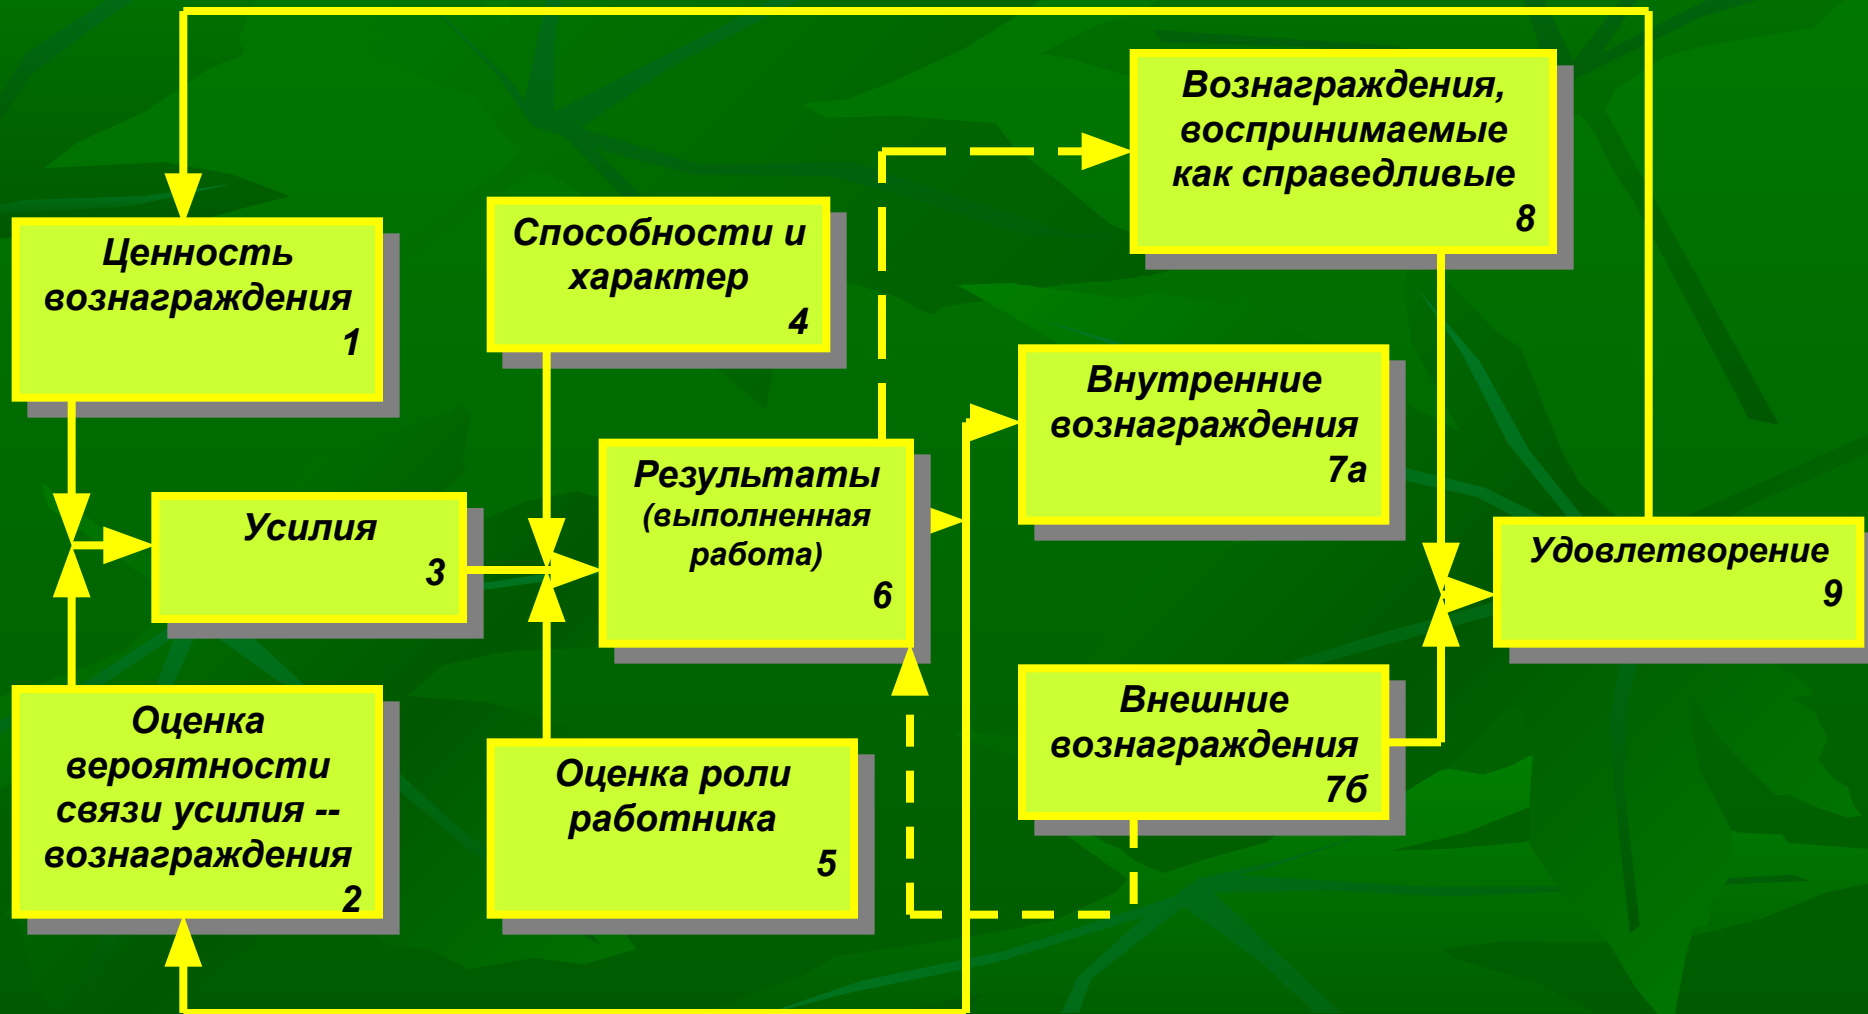 Ценность
вознаграждения
1
Оценка
вероятности
связи усилия --
вознаграждения
2
Усилия
3
Способности и
характер
4
Оценка роли
работника
5
Результаты
(выполненная
работа)
6
Внутренние
вознаграждения
7а
Внешние
вознаграждения
7б
Вознаграждения,
воспринимаемые
как справедливые
8
Удовлетворение
9